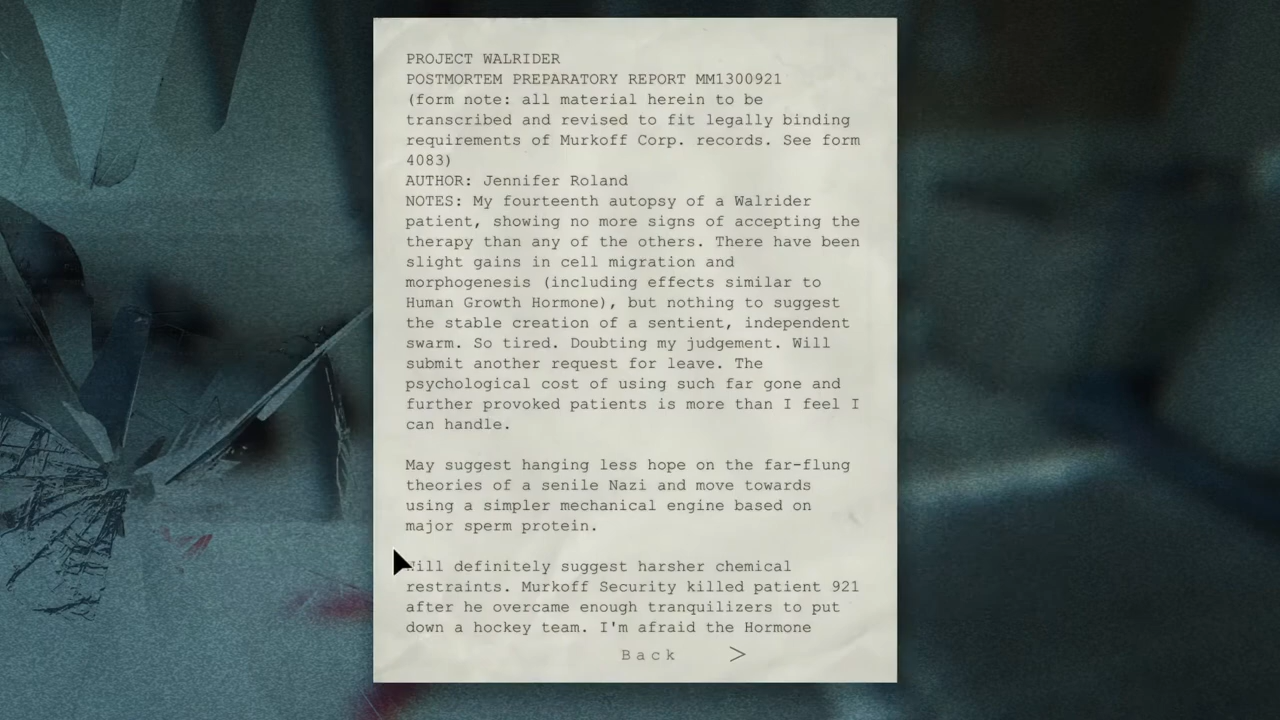 PROJECT WALRIDER
POSTMORTEM PREPARATORY REPORT MM1300921
(form note: all material herein to be
transcribed and revised to fit legally binding
requirements of Murkoff Corp. records. See form
4083)
AUTHOR: Jennifer Roland
NOTES: My fourteenth autopsy of a Walrider
patient, showing no more signs of accepting the
therapy than any of the others. There have been
slight gains in cell migration and
morphogenesis (including effects similar to
Human Growth Hormone), but nothing to suggest
the stable creation of a sentient, independent
swarm. So tired. Doubting my judgement. Will
submit another request for leave. The
psychological cost of using such far gone and
further provoked patients is more than I feel I
can handle.

May suggest hanging less hope on the far-flung
theories of a senile Nazi and move towards
using a simpler mechanical engine based on
major sperm protein.

Will definitely suggest harsher chemical
restraints. Murkoff Security killed patient 921
after he overcame enough tranquilizers to put
down a hockey team. I'm afraid the Hormone
Back >